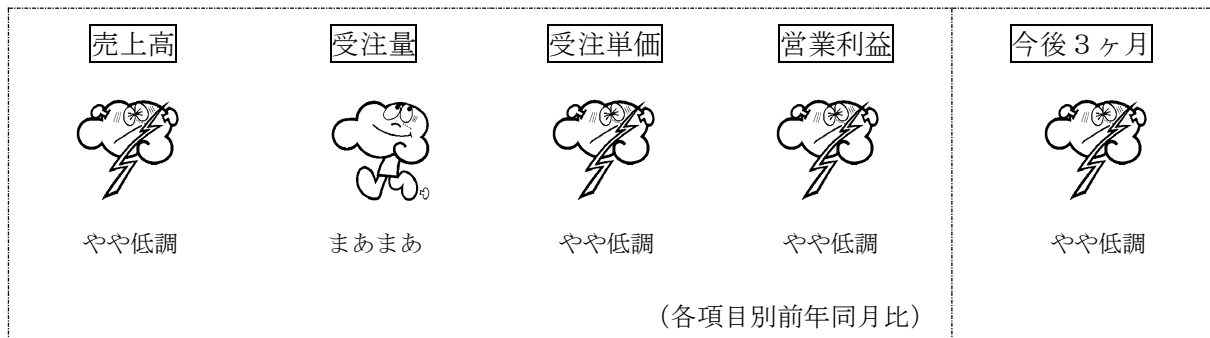 売上高 受注量 受注単価 営業利益 今後３ヶ月
やや低調 まあまあ やや低調 やや低調 やや低調
（各項目別前年同月比）